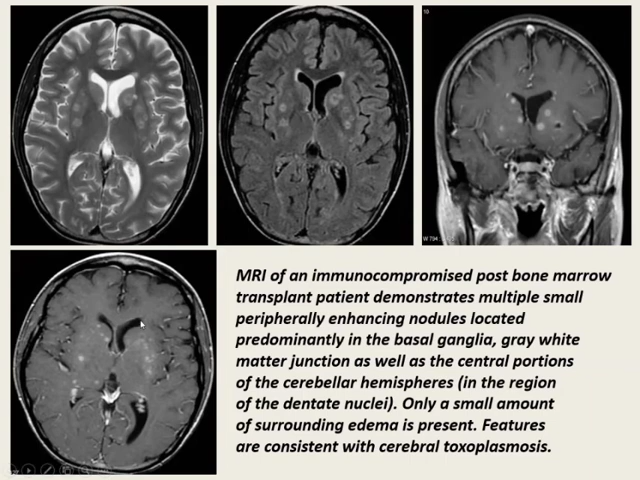 10
W 794
MRI of an immunocompromised post bone marrow
transplant patient demonstrates multiple small
peripherally enhancing nodules located
predominantly in the basal ganglia, gray white
matter junction as well as the central portions
of the cerebellar hemispheres (in the region
of the dentate nuclei). Only a small amount
of surrounding edema is present. Features
are consistent with cerebral toxoplasmosis.